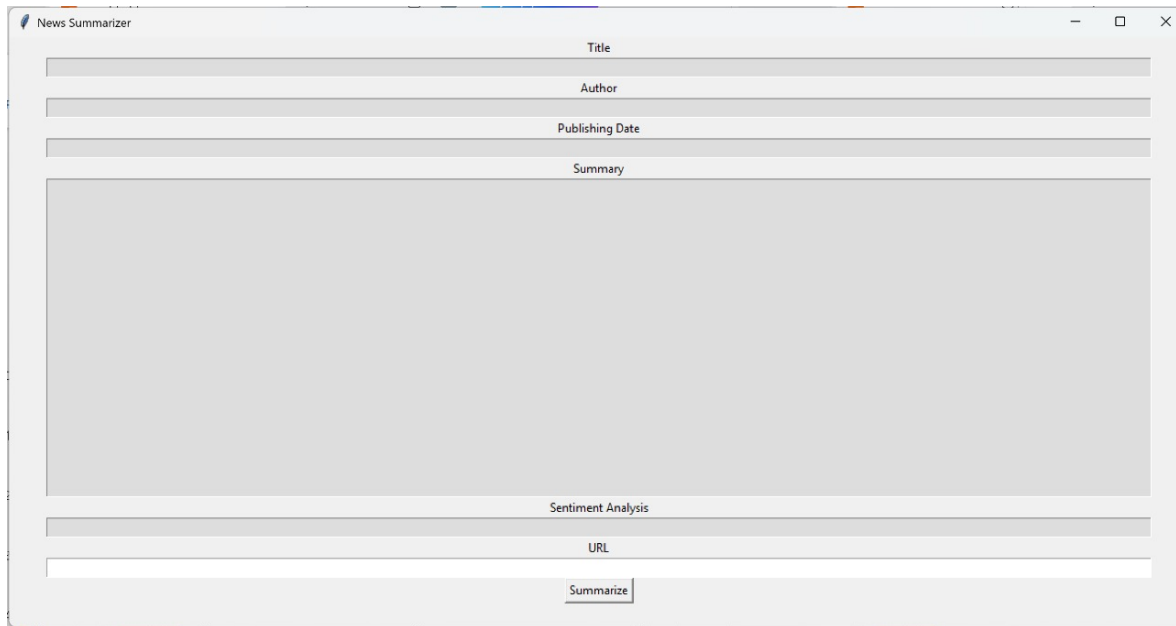 News Summarizer
Title
Author
Publishing Date
Summary
Sentiment Analysis
URL
Summarize